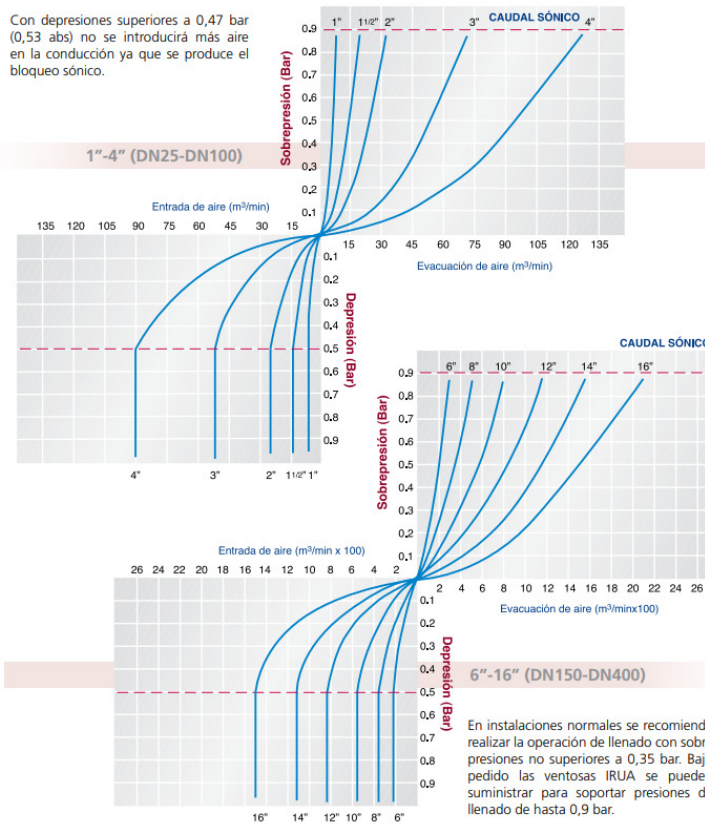 Con depresiones superiores a 0,47 bar
(0,53 abs) no se introducirá más aire
en la conducción ya que se produce el
bloqueo sónico.
1"-4" (DN25-DN100)
Sobrepresión (Bar)
0.9
0.8
0.7
0.6
0.5
0.4
0.3
0.2
0.1
1" 1 1/2" 2" 3" CAUDAL SÓNICO 4"
15 30 45 60 75 90 105 120 135
Evacuación de aire (m³/min)
Entrada de aire (m³/min)
135 120 105 90 75 60 45 30 15
0.1
0.2
0.3
0.4
0.5
0.6
0.7
0.8
0.9
Depresión (Bar)
4" 3" 2" 1 1/2" 1"
CAUDAL SÓNICO
6" 8" 10" 12" 14" 16"
Sobrepresión (Bar)
0.9
0.8
0.7
0.6
0.5
0.4
0.3
0.2
0.1
2 4 6 8 10 12 14 16 18 20 22 24 26
Evacuación de aire (m³/minx100)
Entrada de aire (m³/min x 100)
26 24 22 20 18 16 14 12 10 8 6 4 2
0.1
0.2
0.3
0.4
0.5
0.6
0.7
0.8
0.9
Depresión (Bar)
16" 14" 12" 10" 8" 6"
6"-16" (DN150-DN400)
En instalaciones normales se recomiend
realizar la operación de llenado con sobr
presiones no superiores a 0,35 bar. Baj
pedido las ventosas IRUA se puede
suministrar para soportar presiones d
llenado de hasta 0,9 bar.